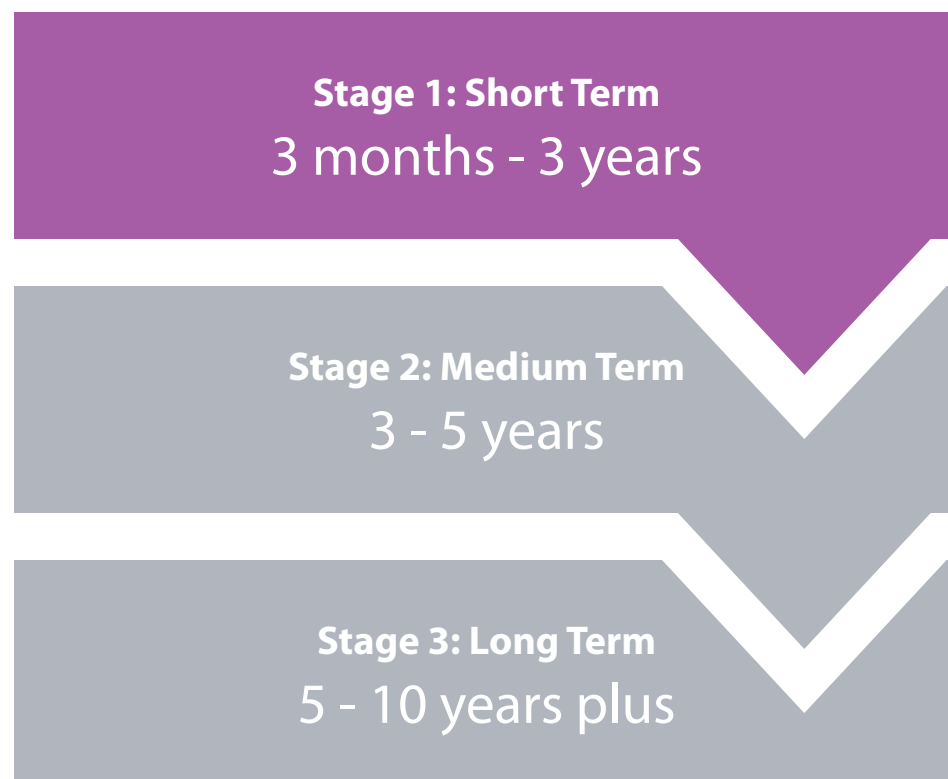 Stage 1: Short Term
3 months - 3 years
Stage 2: Medium Term
3 - 5 years
Stage 3: Long Term
5 - 10 years plus